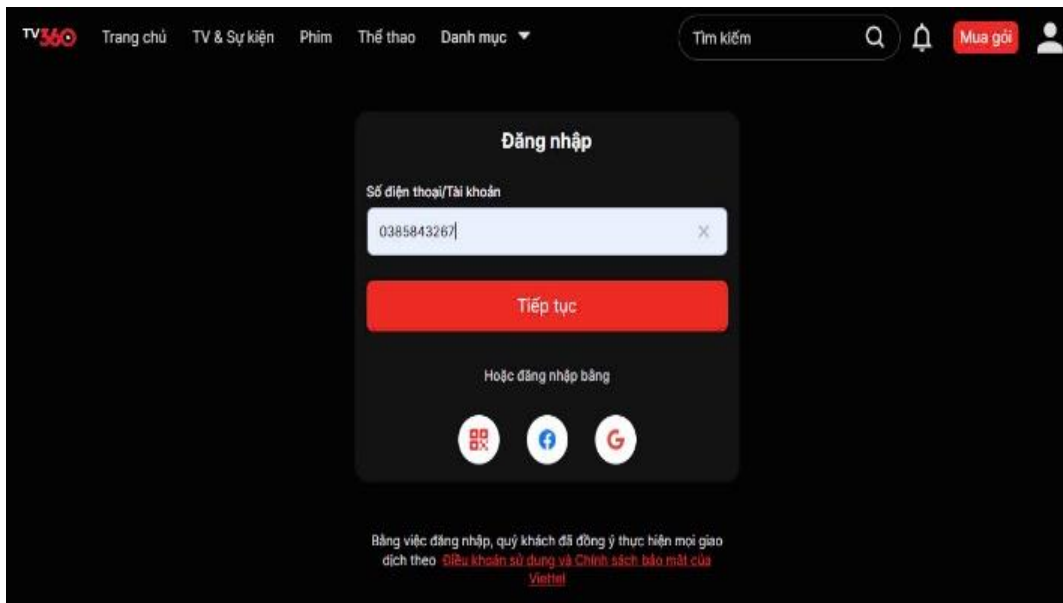 TV360
Trang chủ
TV & Sự kiện
Phim
Thể thao
Danh mục
Tìm kiếm
Mua gói
Đăng nhập
Số điện thoại/Tài khoản
0385843267
Tiếp tục
Hoặc đăng nhập bằng
Bằng việc đăng nhập, quý khách đã đồng ý thực hiện mọi giao
dịch theo Điều khoản sử dụng và Chính sách bảo mật của
Viettel